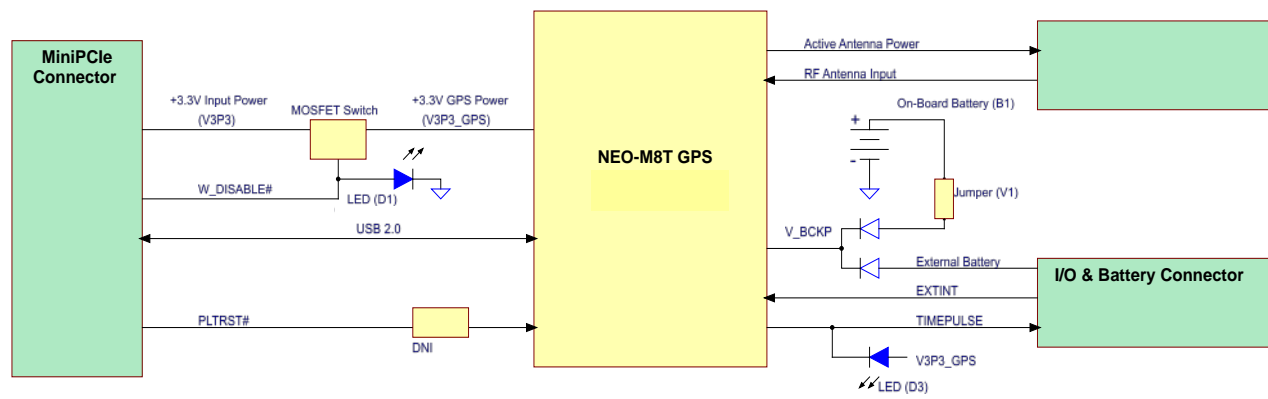 MiniPCIe
Connector
+3.3V Input Power
(V3P3)
MOSFET Switch
+3.3V GPS Power
(V3P3_GPS)
W_DISABLE#
LED (D1)
USB 2.0
PLTRST#
DNI
NEO-M8T GPS
Active Antenna Power
RF Antenna Input
On-Board Battery (B1)
+
-
Jumper (V1)
V_BCKP
External Battery
I/O & Battery Connector
EXTINT
TIMEPULSE
V3P3_GPS
LED (D3)